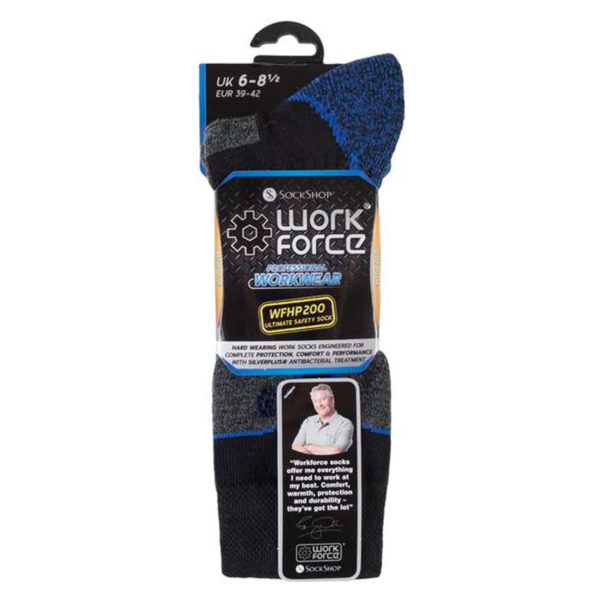 UK 6-8½
EUR 39-42
S SOCKSHOP
WORK®
FORCE
PROFESSIONAL
WORKWEAR
WFHP200
ULTIMATE SAFETY SOCK
HARD WEARING WORK SOCKS ENGINEERED FOR
COMPLETE PROTECTION, COMFORT & PERFORMANCE
WITH SILVERPLUS® ANTIBACTERIAL TREATMENT
"Workforce socks
offer me everything
I need to work at
my best. Comfort,
warmth, protection
and durability –
they've got the lot"
WORK®
FORCE
S SOCKSHOP